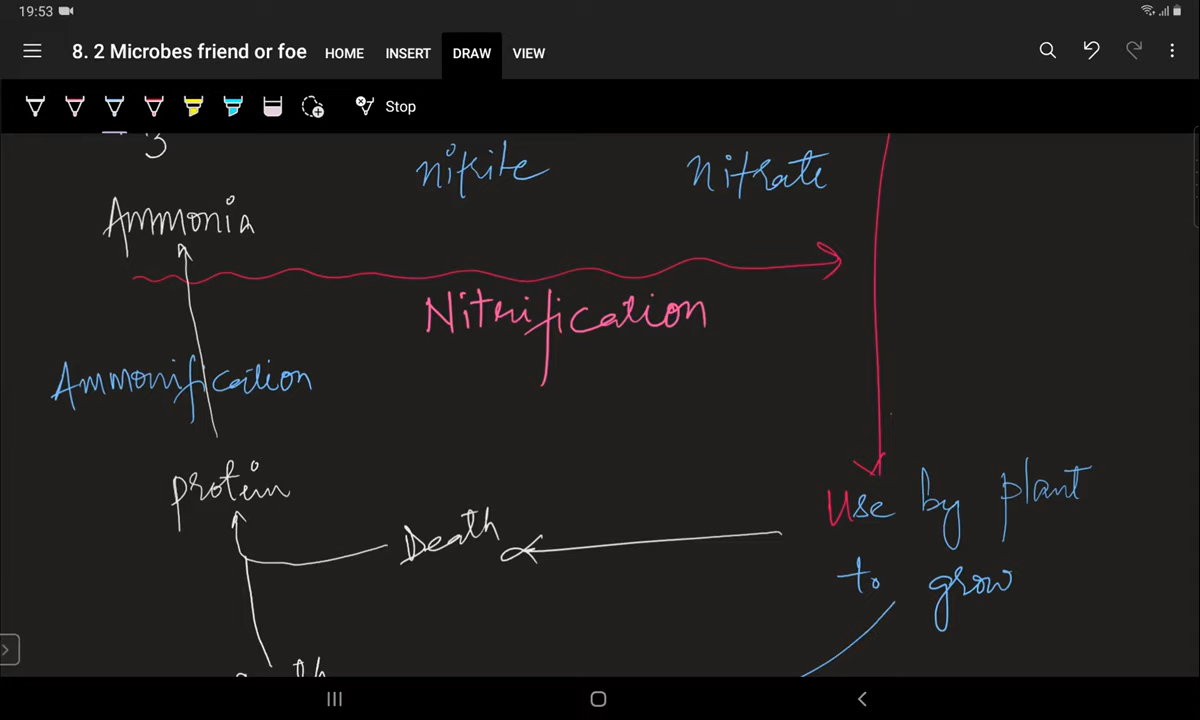 19:53
8. 2 Microbes friend or foe HOME INSERT DRAW VIEW
Stop
3
nitrite Nitrate
Ammonia
Nitrification
Ammonification
protein
Use by plant
Death
to grow